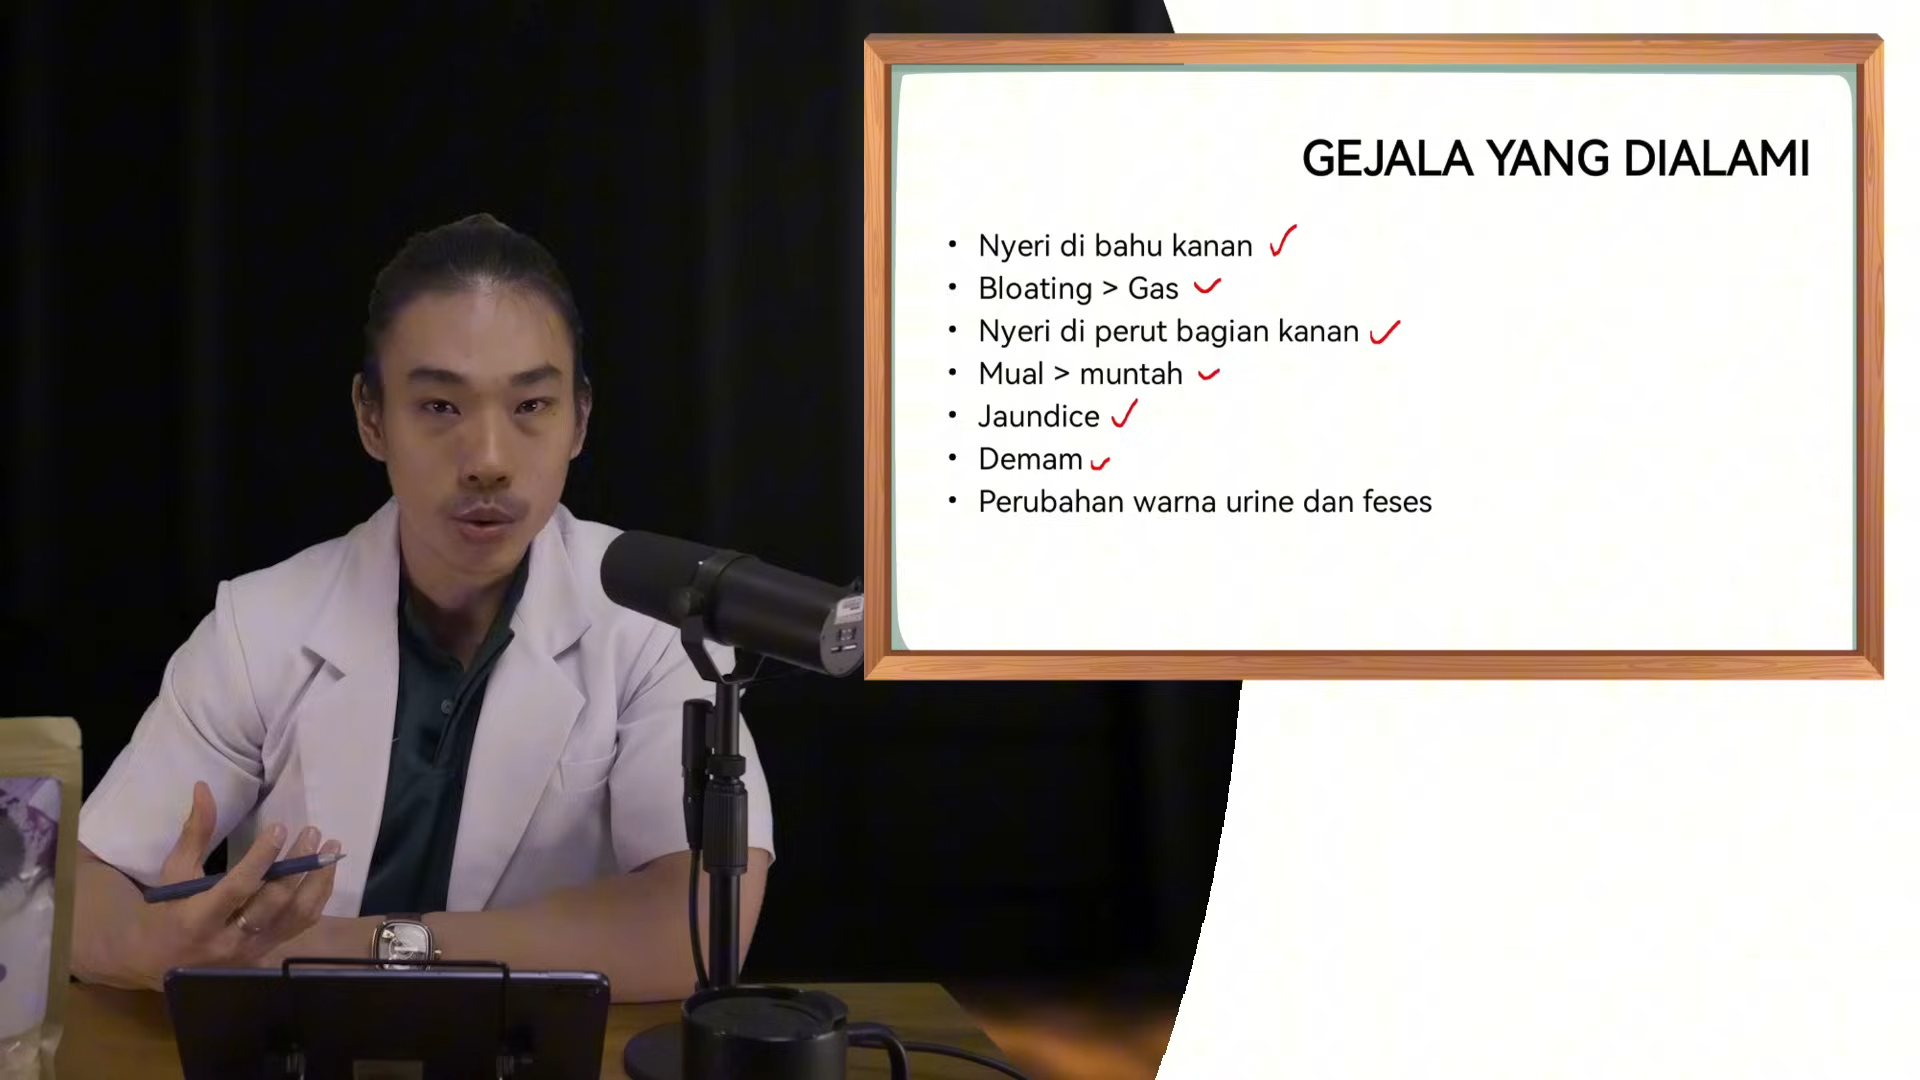 GEJALA YANG DIALAMI
• Nyeri di bahu kanan
• Bloating > Gas
• Nyeri di perut bagian kanan
• Mual > muntah
• Jaundice
• Demam
• Perubahan warna urine dan feses